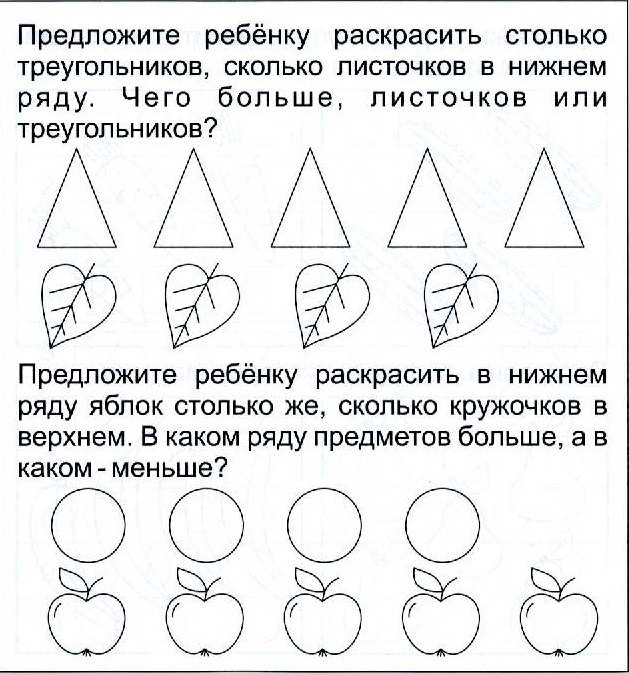 Предложите ребёнку раскрасить столько
треугольников, сколько листочков в нижнем
ряду. Чего больше, листочков или
треугольников?
Предложите ребёнку раскрасить в нижнем
ряду яблок столько же, сколько кружочков в
верхнем. В каком ряду предметов больше, а в
каком - меньше?